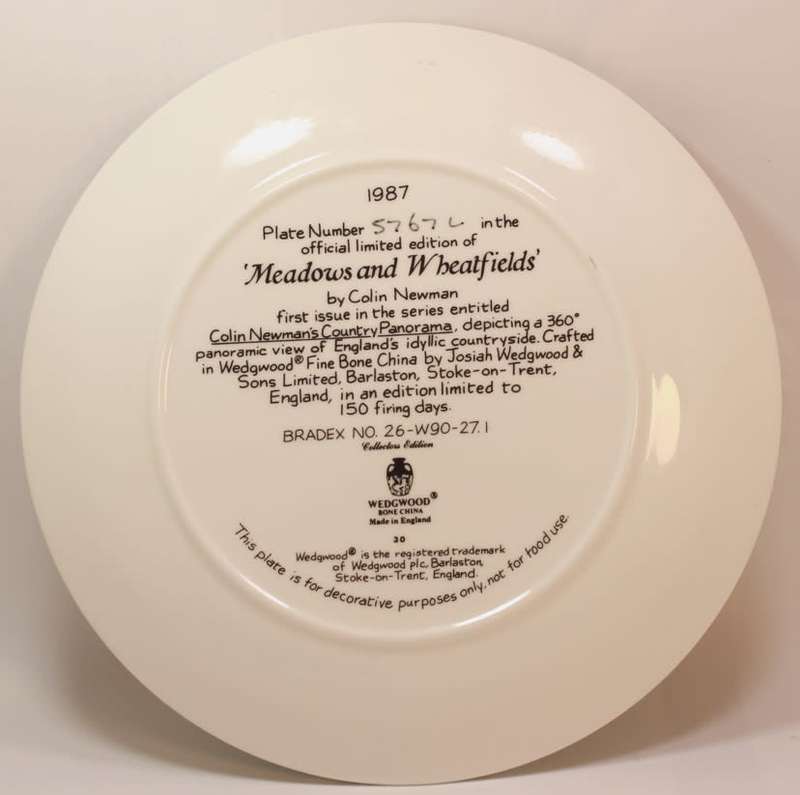 1987
Plate Number 5767 L in the
official limited edition of
'Meadows and Wheatfields'
by Colin Newman
first issue in the series entitled
Colin Newman's Country Panorama, depicting a 360°
panoramic view of England's idyllic countryside. Crafted
in Wedgwood® Fine Bone China by Josiah Wedgwood &
Sons Limited, Barlaston, Stoke-on-Trent,
England, in an edition limited to
150 firing days.
BRADEX NO. 26-W90-27.1
Collectors Edition
WEDGWOOD®
BONE CHINA
Made in England
30
Wedgwood® is the registered trademark
of Wedgwood plc, Barlaston,
Stoke-on-Trent, England.
This plate is for decorative purposes only, not for food use.